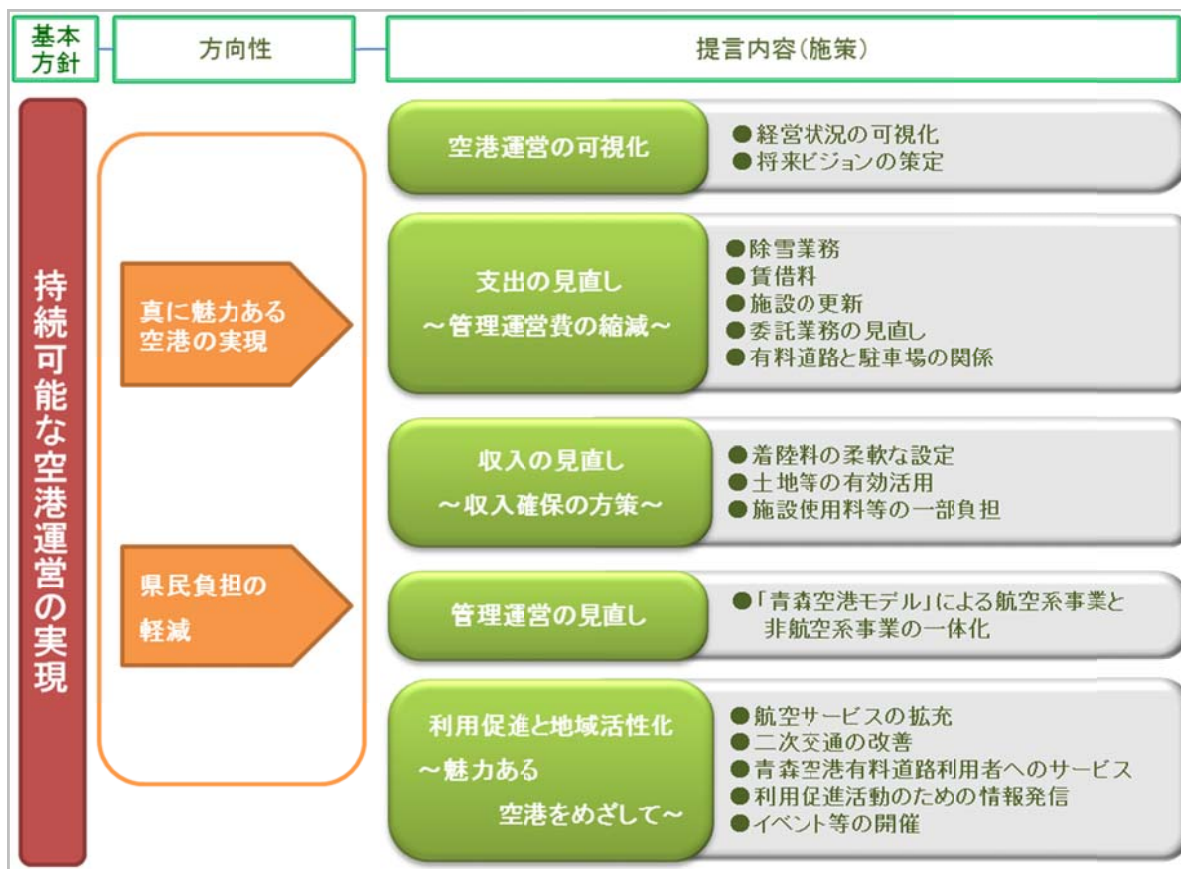 基本
方針
方向性
提言内容(施策)
持続可能な空港運営の実現
真に魅力ある
空港の実現
県民負担の
軽減
空港運営の可視化
●経営状況の可視化
●将来ビジョンの策定
支出の見直し
～管理運営費の縮減～
●除雪業務
●賃借料
●施設の更新
●委託業務の見直し
●有料道路と駐車場の関係
収入の見直し
～収入確保の方策～
●着陸料の柔軟な設定
●土地等の有効活用
●施設使用料等の一部負担
管理運営の見直し
●「青森空港モデル」による航空系事業と
非航空系事業の一体化
利用促進と地域活性化
～魅力ある
空港をめざして～
●航空サービスの拡充
●二次交通の改善
●青森空港有料道路利用者へのサービス
●利用促進活動のための情報発信
●イベント等の開催